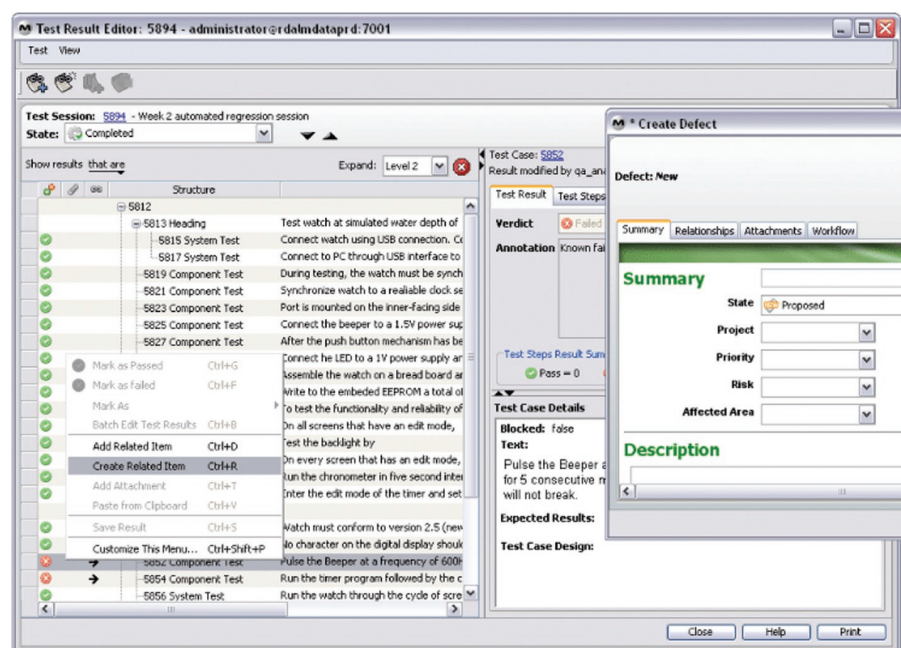 Test Result Editor: 5894 - administrator@rdalmdataprd:7001
Test View
Test Session: 5894 - Week 2 automated regression session
State: Completed
Show results that are
Expand: Level 2
Structure
5812
5813 Heading Test watch at simulated water depth of
5815 System Test Connect watch using USB connection. Co
5817 System Test Connect to PC through USB interface to
5819 Component Test During testing, the watch must be synch
5821 Component Test Synchronize watch to a realiable clock se
5823 Component Test Port is mounted on the inner-facing side
5825 Component Test Connect the beeper to a 1.5V power sup
5827 Component Test After the push button mechanism has be
Connect he LED to a 1V power supply an
Assemble the watch on a bread board an
Write to the embeded EEPROM a total of
To test the functionality and reliability of
On all screens that have an edit mode,
Test the backlight by
On every screen that has an edit mode,
Run the chronometer in five second inter
Enter the edit mode of the timer and set
Watch must conform to version 2.5 (new
No character on the digital display should
5852 Component Test Pulse the Beeper at a frequency of 600H
5854 Component Test Run the timer program followed by the c
5856 System Test Run the watch through the cycle of scre
Mark as Passed Ctrl+G
Mark as failed Ctrl+F
Mark As
Batch Edit Test Results Ctrl+B
Add Related Item Ctrl+D
Create Related Item Ctrl+R
Add Attachment Ctrl+T
Paste from Clipboard Ctrl+V
Save Result Ctrl+S
Customize This Menu... Ctrl+Shift+P
Test Case: 5852
Result modified by qa_ana
Test Result Test Steps
Verdict Failed
Annotation Known fai
Test Steps Result Sum
Pass = 0
Test Case Details
Blocked: false
Text:
Pulse the Beeper a
for 5 consecutive m
will not break.
Expected Results:
Test Case Design:
* Create Defect
Defect: New
Summary Relationships Attachments Workflow
Summary
State Proposed
Project
Priority
Risk
Affected Area
Description
Close Help Print